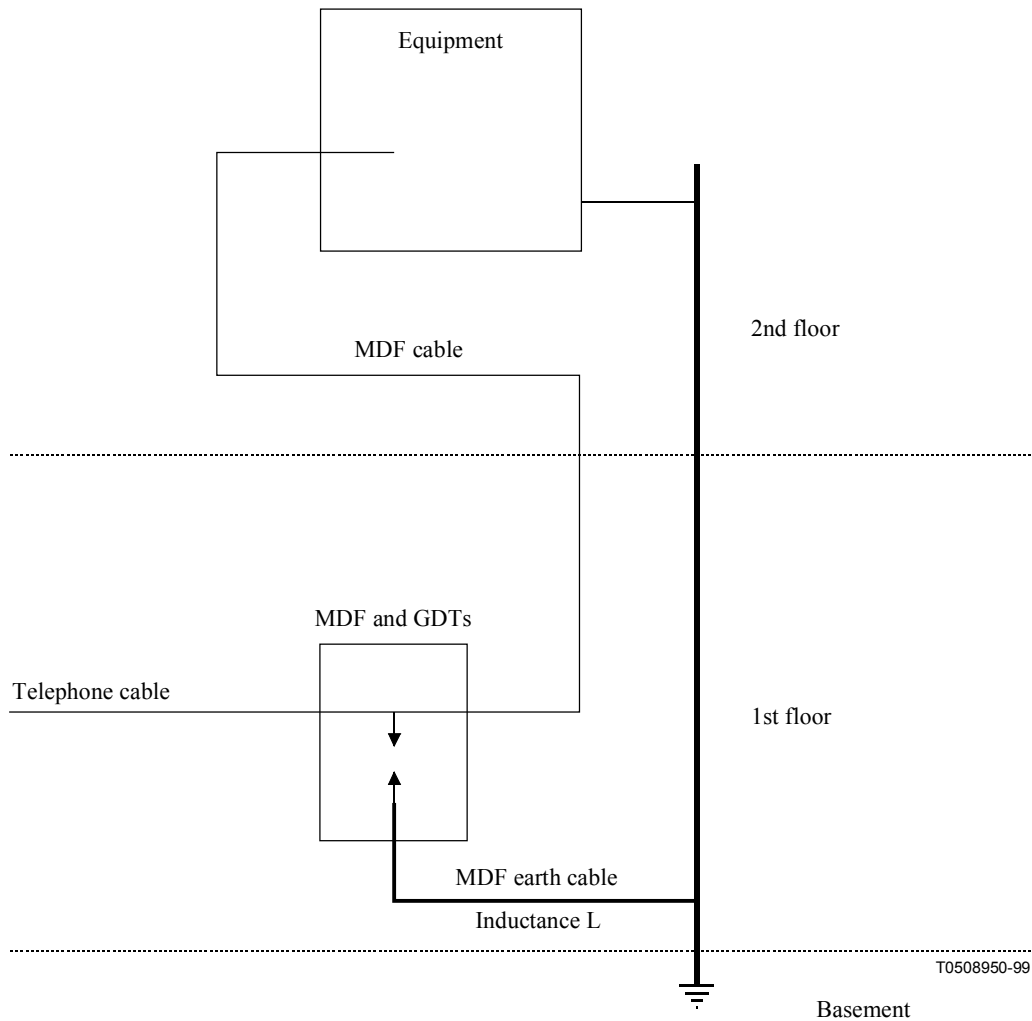 Equipment
2nd floor
MDF cable
MDF and GDTs
Telephone cable
1st floor
MDF earth cable
Inductance L
T0508950-99
Basement